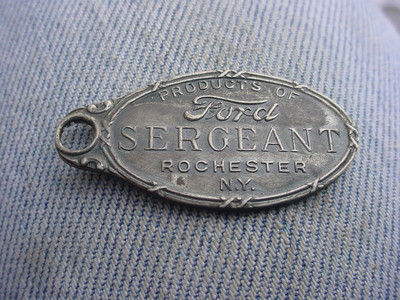 PRODUCTS OF
Ford
SERGEANT
ROCHESTER
N.Y.